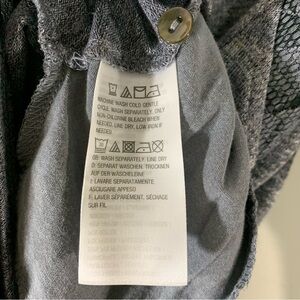 MACHINE WASH COLD GENTLE
CYCLE, WASH SEPARATELY, ONLY
NON-CHLORINE BLEACH WHEN
NEEDED, LINE DRY, LOW IRON IF
NEEDED.
GB: WASH SEPARATELY. LINE DRY
D: SEPARAT WASCHEN. TROCKNEN
AUF DER WÄSCHELEINE
I: LAVARE SEPARATAMENTE.
ASCIUGARE APPESO
F: LAVER SÉPARÉMENT. SÉCHAGE
SUR FIL